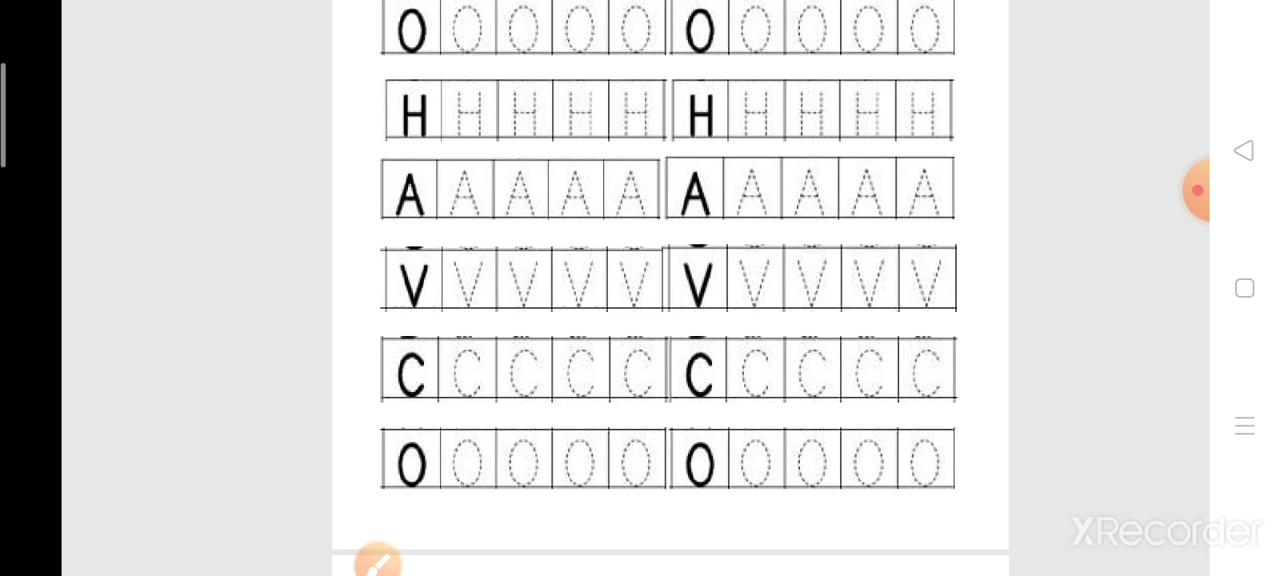 O O O O O O O O O O
H H H H H H H H H H
A A A A A A A A A A
V V V V V V V V V V
C C C C C C C C C C
O O O O O O O O O O
XRecorder